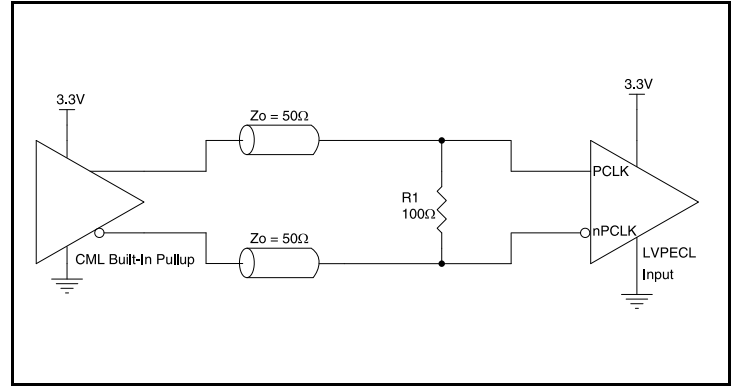 3.3V
3.3V
Zo = 50Ω
PCLK
R1
100Ω
nPCLK
Zo = 50Ω
CML Built-In Pullup
LVPECL
Input